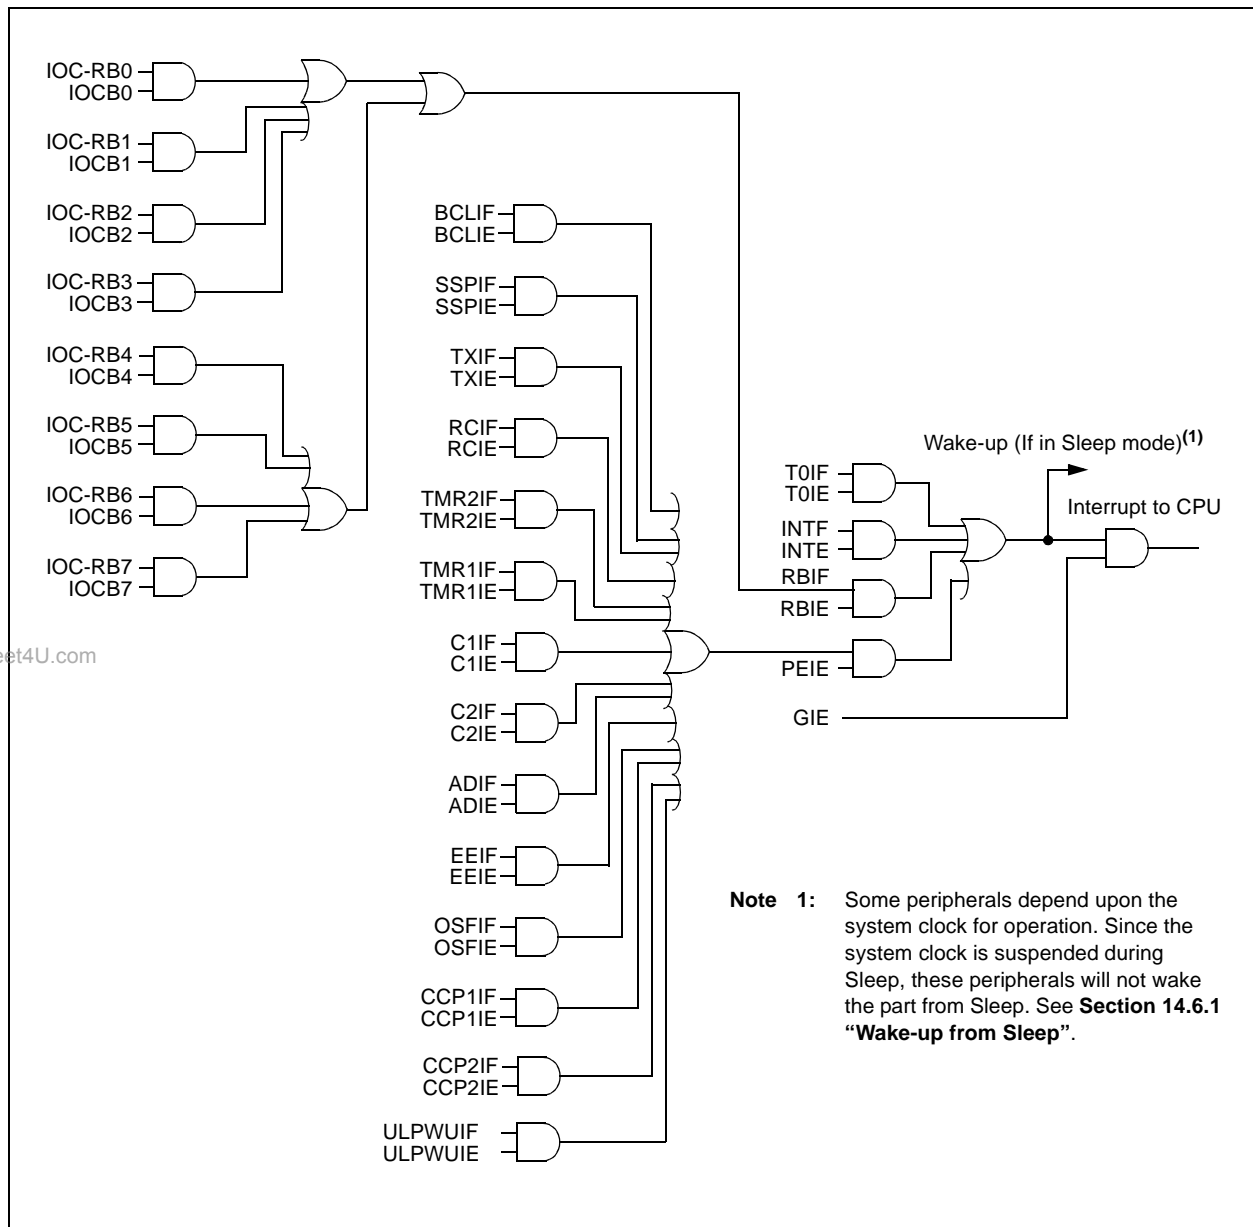 IOC-RB0
IOCB0
IOC-RB1
IOCB1
IOC-RB2
IOCB2
IOC-RB3
IOCB3
IOC-RB4
IOCB4
IOC-RB5
IOCB5
IOC-RB6
IOCB6
IOC-RB7
IOCB7
eet4U.com
BCLIF
BCLIE
SSPIF
SSPIE
TXIF
TXIE
RCIF
RCIE
TMR2IF
TMR2IE
TMR1IF
TMR1IE
C1IF
C1IE
C2IF
C2IE
ADIF
ADIE
EEIF
EEIE
OSFIF
OSFIE
CCP1IF
CCP1IE
CCP2IF
CCP2IE
ULPWUIF
ULPWUIE
Wake-up (If in Sleep mode)(1)
T0IF
T0IE
Interrupt to CPU
INTF
INTE
RBIF
RBIE
PEIE
GIE
Note 1: Some peripherals depend upon the
system clock for operation. Since the
system clock is suspended during
Sleep, these peripherals will not wake
the part from Sleep. See Section 14.6.1
“Wake-up from Sleep”.